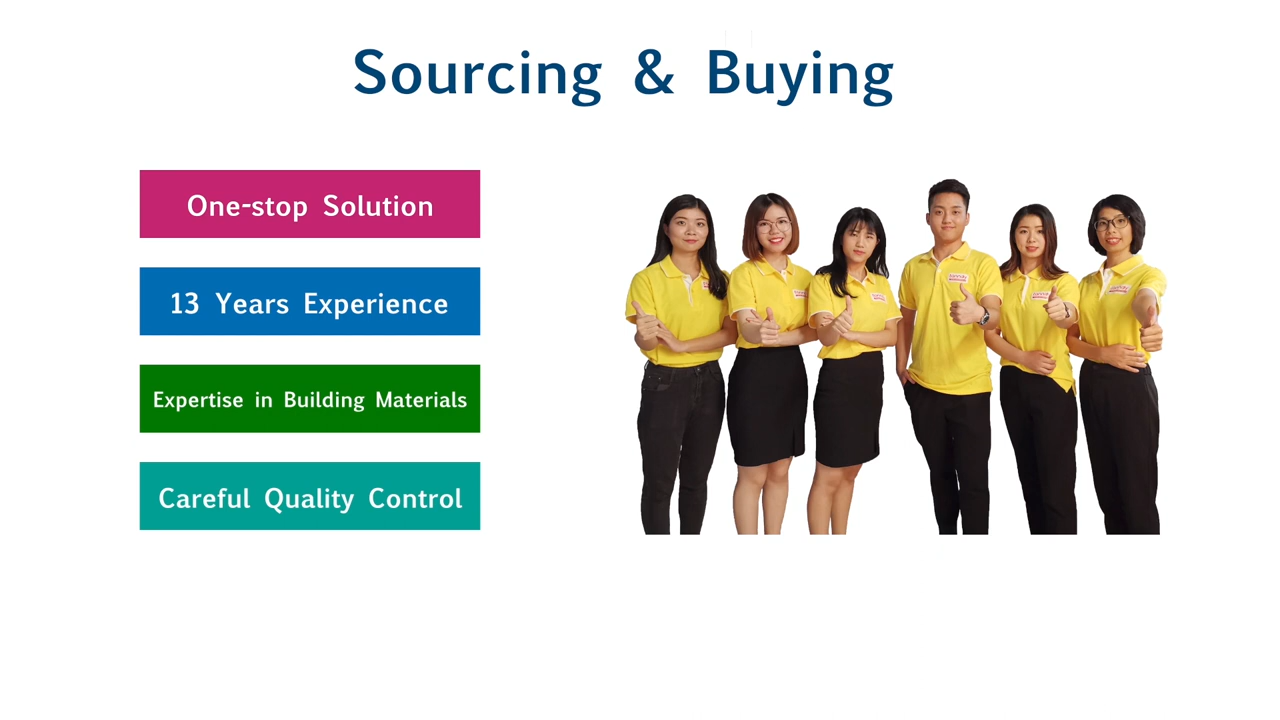 Sourcing & Buying
One-stop Solution
13 Years Experience
Expertise in Building Materials
Careful Quality Control